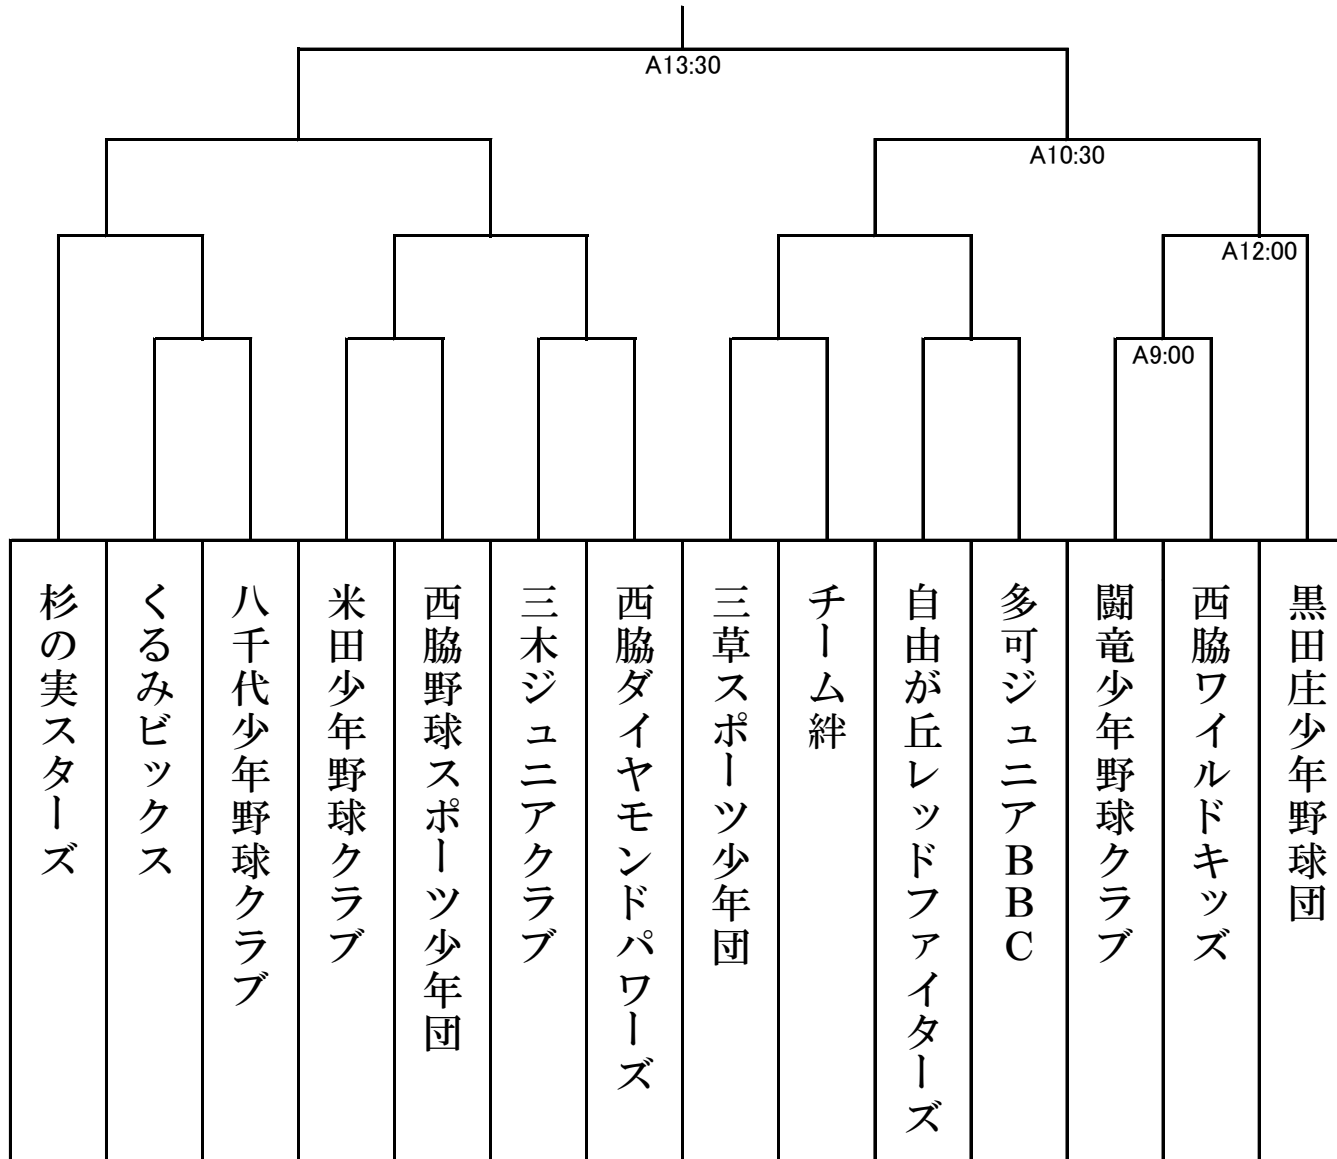 A13:30
A10:30
A12:00
A9:00
杉の実スターズ
くるみビックス
八千代少年野球クラブ
米田少年野球クラブ
西脇野球スポーツ少年団
三木ジュニアクラブ
西脇ダイヤモンドパワーズ
三草スポーツ少年団
チーム絆
自由が丘レッドファイターズ
多可ジュニアBBC
闘竜少年野球クラブ
西脇ワイルドキッズ
黒田庄少年野球団